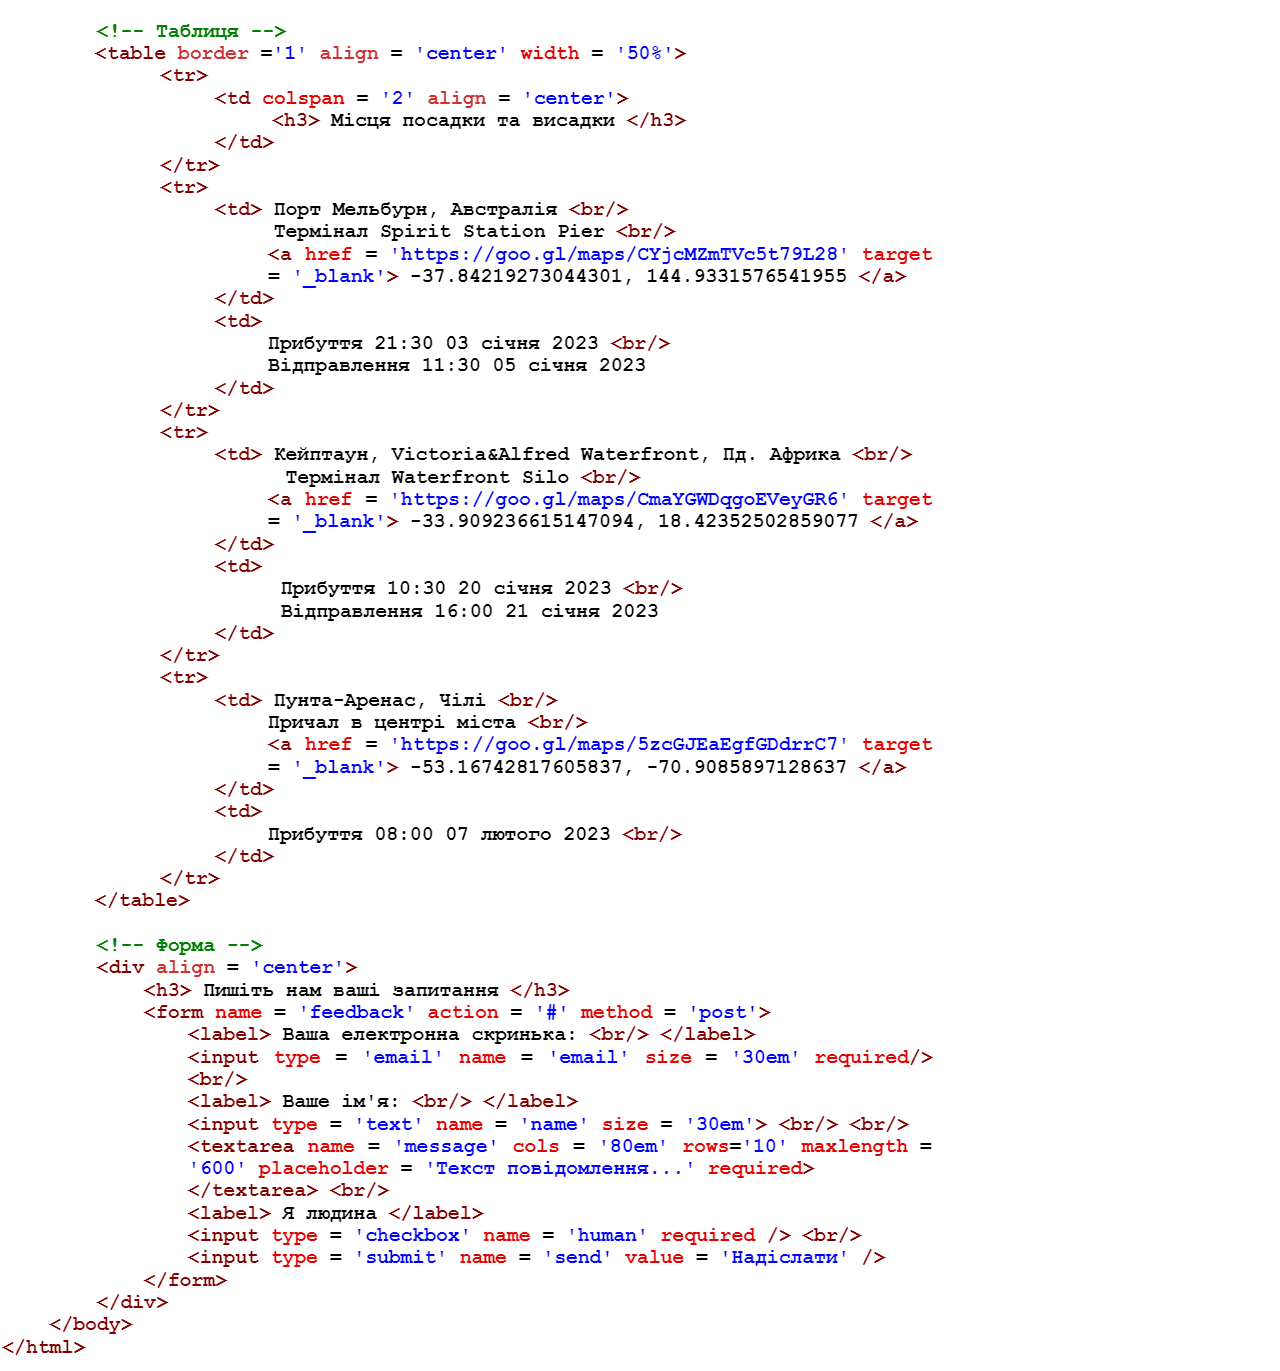 <!-- Таблиця -->
<table border ='1' align = 'center' width = '50%'>
<tr>
<td colspan = '2' align = 'center'>
<h3> Місця посадки та висадки </h3>
</td>
</tr>
<tr>
<td> Порт Мельбурн, Австралія <br/>
Термінал Spirit Station Pier <br/>
<a href = 'https://goo.gl/maps/CYjcMZmTVc5t79L28' target
= '_blank'> -37.84219273044301, 144.9331576541955 </a>
</td>
<td>
Прибуття 21:30 03 січня 2023 <br/>
Відправлення 11:30 05 січня 2023
</td>
</tr>
<tr>
<td> Кейптаун, Victoria&Alfred Waterfront, Пд. Африка <br/>
Термінал Waterfront Silo <br/>
<a href = 'https://goo.gl/maps/CmaYGWDqgoEVeyGR6' target
= '_blank'> -33.909236615147094, 18.42352502859077 </a>
</td>
<td>
Прибуття 10:30 20 січня 2023 <br/>
Відправлення 16:00 21 січня 2023
</td>
</tr>
<tr>
<td> Пунта-Аренас, Чілі <br/>
Причал в центрі міста <br/>
<a href = 'https://goo.gl/maps/5zcGJEaEgfGDdrrC7' target
= '_blank'> -53.16742817605837, -70.9085897128637 </a>
</td>
<td>
Прибуття 08:00 07 лютого 2023 <br/>
</td>
</tr>
</table>
<!-- Форма -->
<div align = 'center'>
<h3> Пишіть нам ваші запитання </h3>
<form name = 'feedback' action = '#' method = 'post'>
<label> Ваша електронна скринька: <br/> </label>
<input type = 'email' name = 'email' size = '30em' required/>
<br/>
<label> Ваше ім'я: <br/> </label>
<input type = 'text' name = 'name' size = '30em'> <br/> <br/>
<textarea name = 'message' cols = '80em' rows='10' maxlength =
'600' placeholder = 'Текст повідомлення...' required>
</textarea> <br/>
<label> Я людина </label>
<input type = 'checkbox' name = 'human' required /> <br/>
<input type = 'submit' name = 'send' value = 'Надіслати' />
</form>
</div>
</body>
</html>